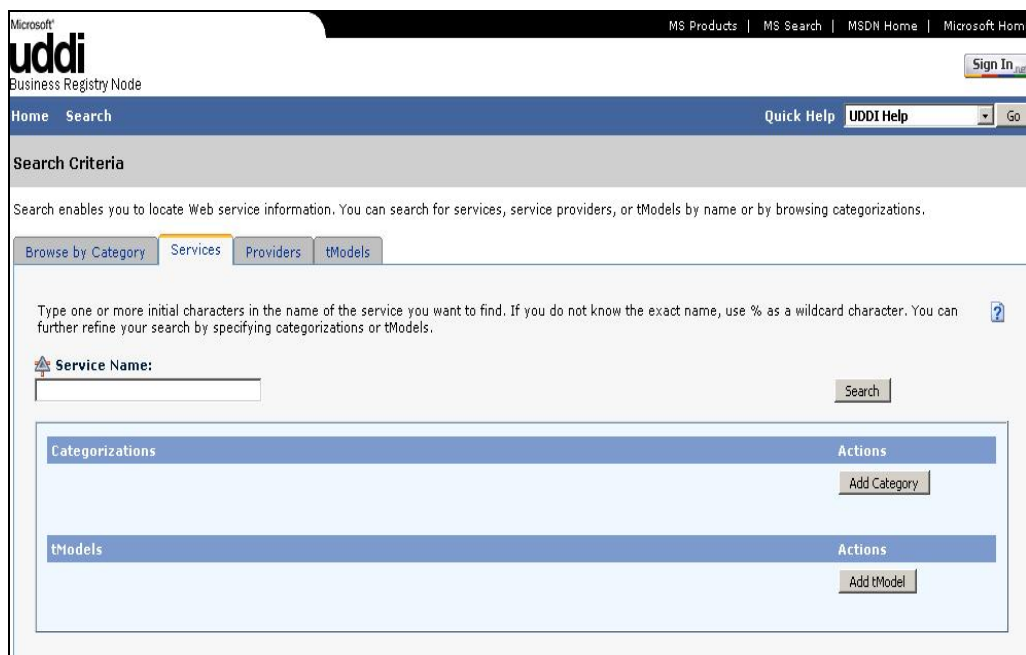 Microsoft'
MS Products | MS Search | MSDN Home | Microsoft Hom
uddi
Business Registry Node
Sign In .net
Home Search Quick Help UDDI Help Go
Search Criteria
Search enables you to locate Web service information. You can search for services, service providers, or tModels by name or by browsing categorizations.
Browse by Category Services Providers tModels
Type one or more initial characters in the name of the service you want to find. If you do not know the exact name, use % as a wildcard character. You can
further refine your search by specifying categorizations or tModels.
?
Service Name:
Search
Categorizations Actions
Add Category
tModels Actions
Add tModel